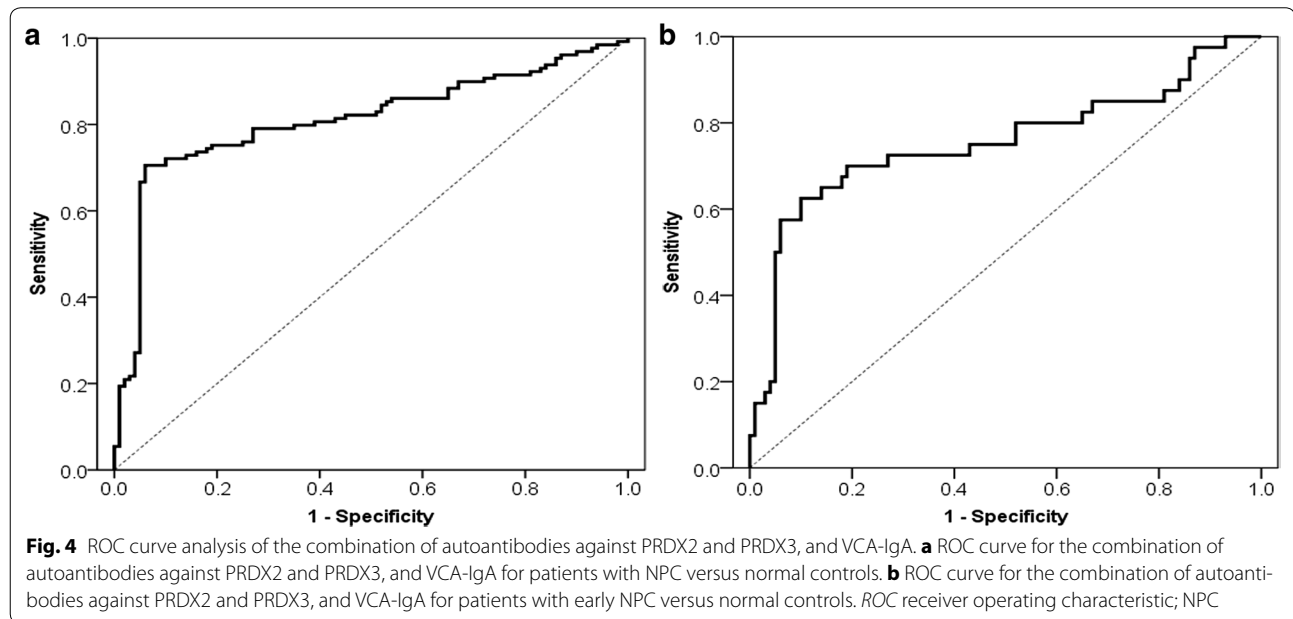 a
1.0
0.8
0.6
0.4
0.2
0.0
Sensitivity
0.0 0.2 0.4 0.6 0.8 1.0
1 - Specificity
b
1.0
0.8
0.6
0.4
0.2
0.0
Sensitivity
0.0 0.2 0.4 0.6 0.8 1.0
1 - Specificity
Fig. 4 ROC curve analysis of the combination of autoantibodies against PRDX2 and PRDX3, and VCA-IgA. a ROC curve for the combination of
autoantibodies against PRDX2 and PRDX3, and VCA-IgA for patients with NPC versus normal controls. b ROC curve for the combination of autoanti-
bodies against PRDX2 and PRDX3, and VCA-IgA for patients with early NPC versus normal controls. ROC receiver operating characteristic; NPC